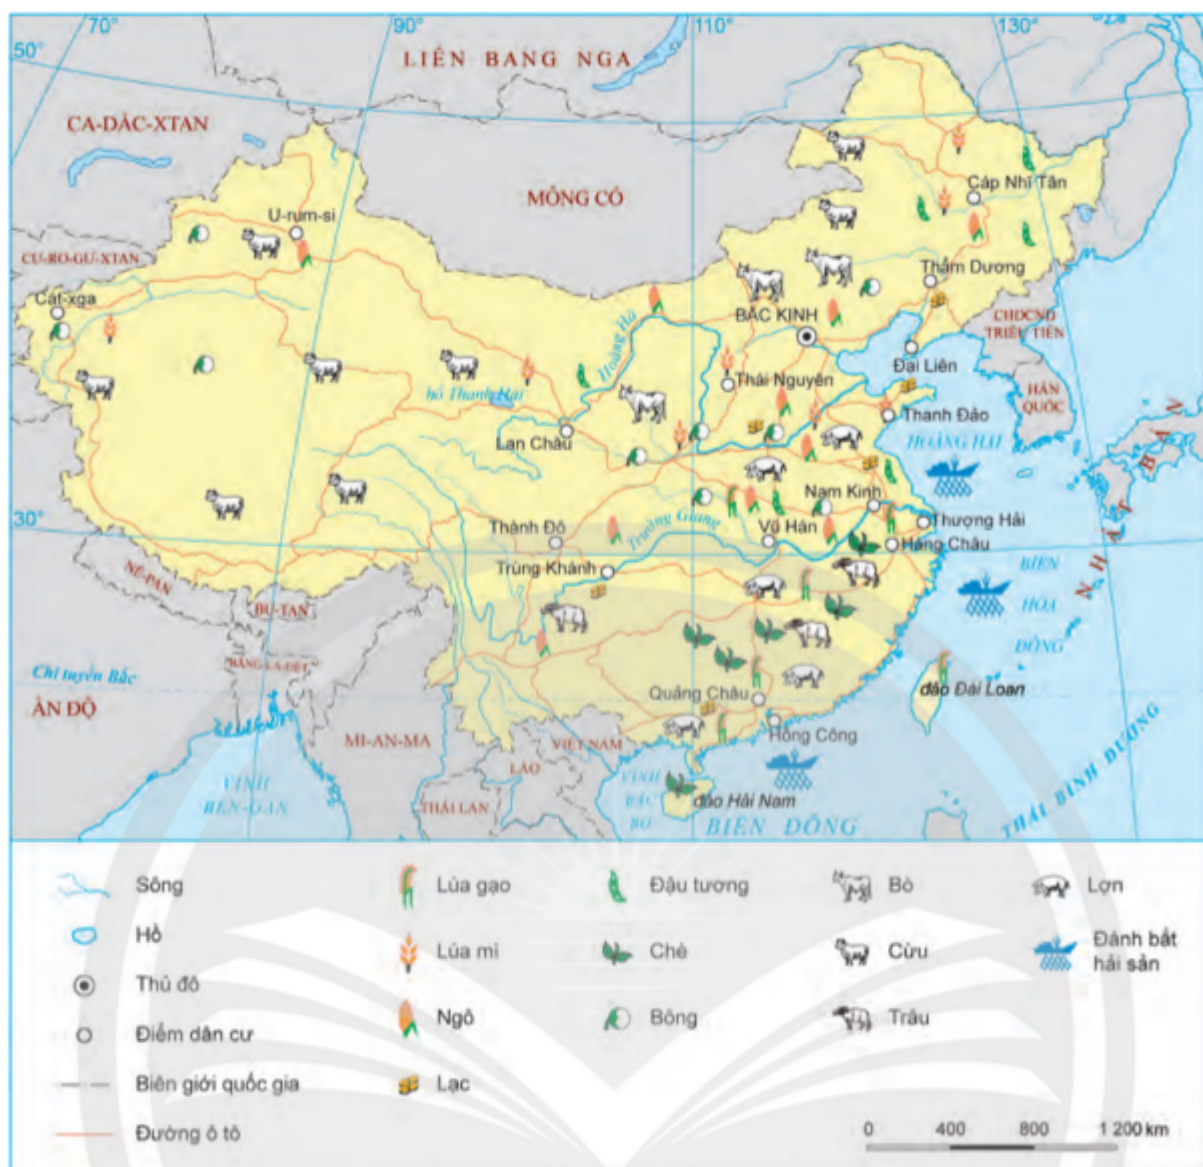 70°
90°
110°
130°
50°
LIÊN BANG NGA
CA-DẮC-XTAN
MÔNG CỔ
U-rum-si
CƯ-RO-GƯ-XTAN
Cát-xga
Cáp Nhĩ Tân
Thẩm Dương
BẮC KINH
CHDCND
TRIỀU TIÊN
Đại Liên
HÀN
QUỐC
Hoàng Hà
Thái Nguyên
hồ Thanh Hải
Lan Châu
Thanh Đảo
HOÀNG HẢI
NHẬT BẢN
30°
Nam Kinh
Thượng Hải
Thành Đô
Trường Giang
Vũ Hán
Hàng Châu
Trùng Khánh
NÊ-PAN
BU-TAN
BIỂN
HOA
ĐÔNG
BĂNG-LA-ĐÉT
Chí tuyến Bắc
ẤN ĐỘ
MI-AN-MA
Quảng Châu
đảo Đài Loan
Hồng Công
VIỆT NAM
LÀO
THÁI LAN
VỊNH
BEN-GAN
VỊNH
BẮC
BỘ
đảo Hải Nam
BIỂN ĐÔNG
THÁI BÌNH DƯƠNG
Sông
Lúa gạo
Đậu tương
Bò
Lợn
Hồ
Lúa mì
Chè
Cừu
Đánh bắt
hải sản
Thủ đô
Ngô
Bông
Trâu
Điểm dân cư
Biên giới quốc gia
Lạc
Đường ô tô
0
400
800
1 200 km